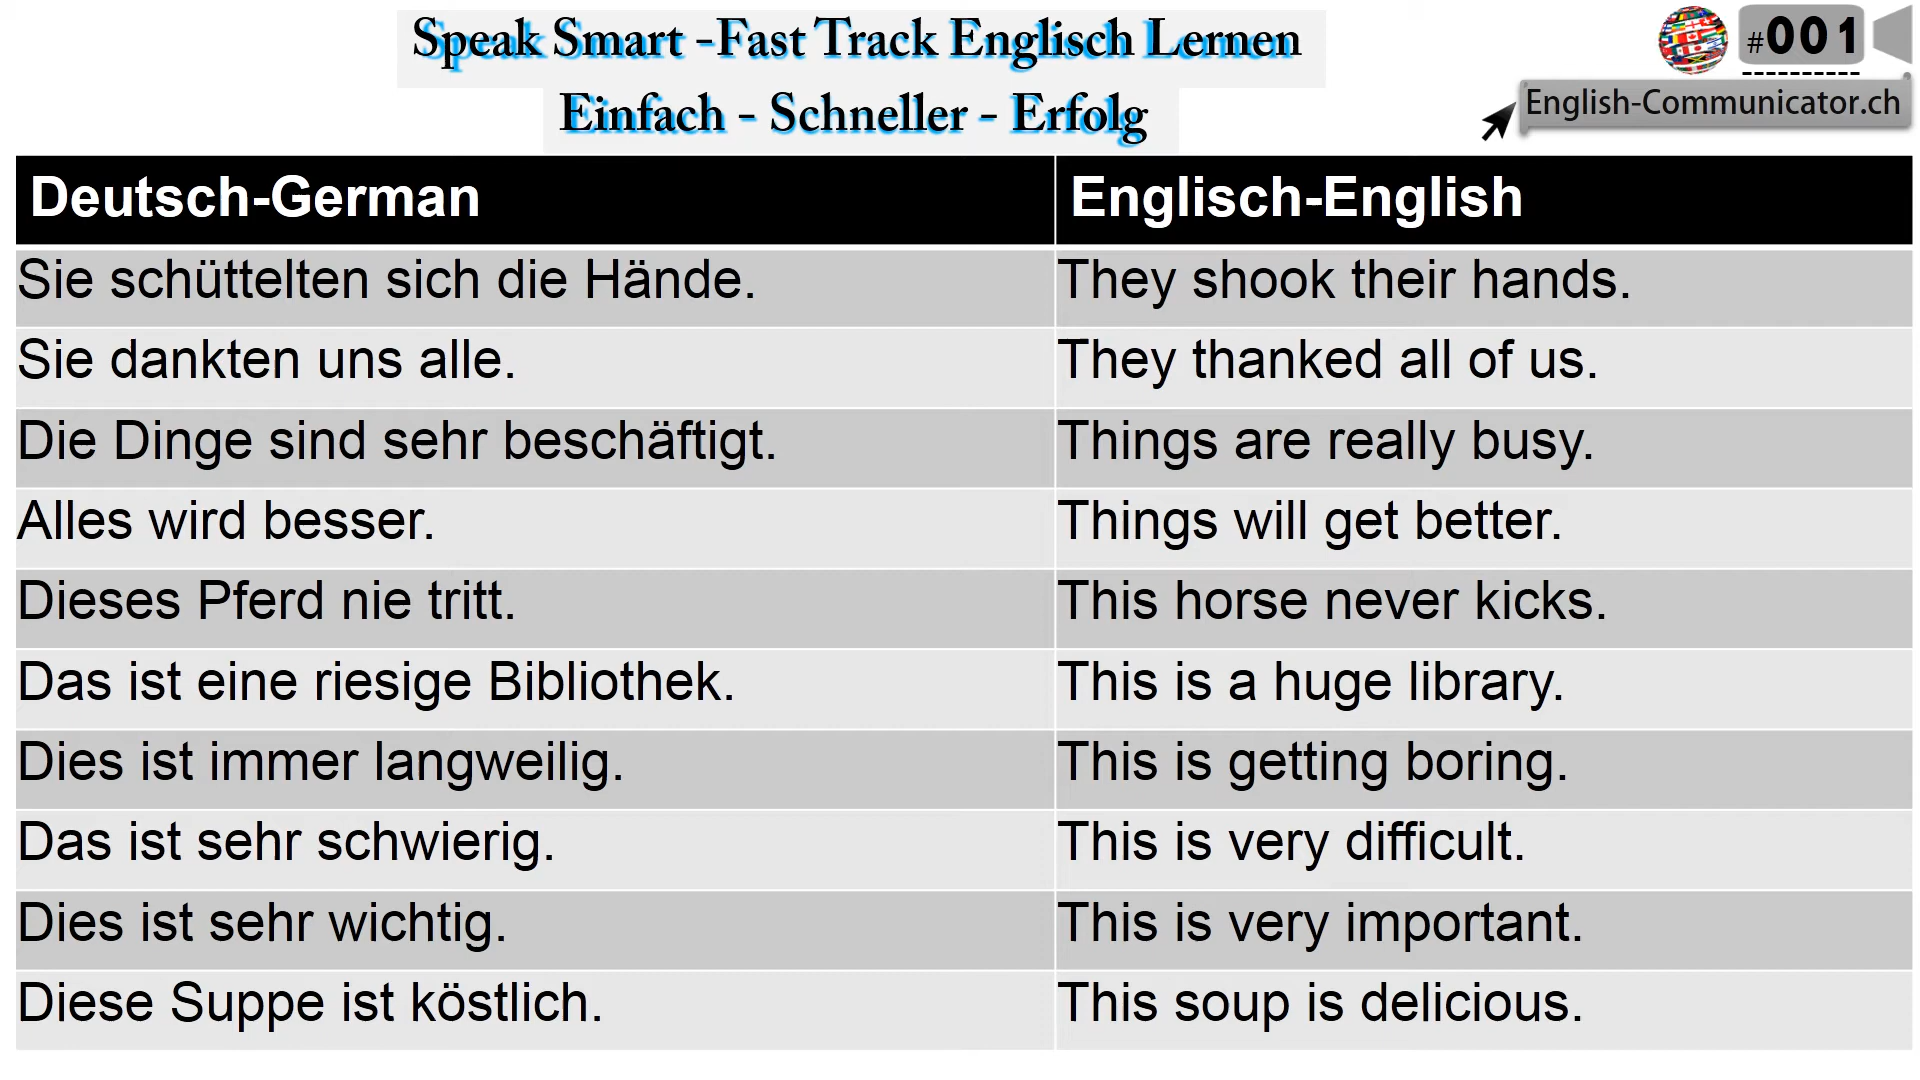 Speak Smart -Fast Track Englisch Lernen
Einfach - Schneller - Erfolg
#001
English-Communicator.ch
Deutsch-German Englisch-English
Sie schüttelten sich die Hände. They shook their hands.
Sie dankten uns alle. They thanked all of us.
Die Dinge sind sehr beschäftigt. Things are really busy.
Alles wird besser. Things will get better.
Dieses Pferd nie tritt. This horse never kicks.
Das ist eine riesige Bibliothek. This is a huge library.
Dies ist immer langweilig. This is getting boring.
Das ist sehr schwierig. This is very difficult.
Dies ist sehr wichtig. This is very important.
Diese Suppe ist köstlich. This soup is delicious.